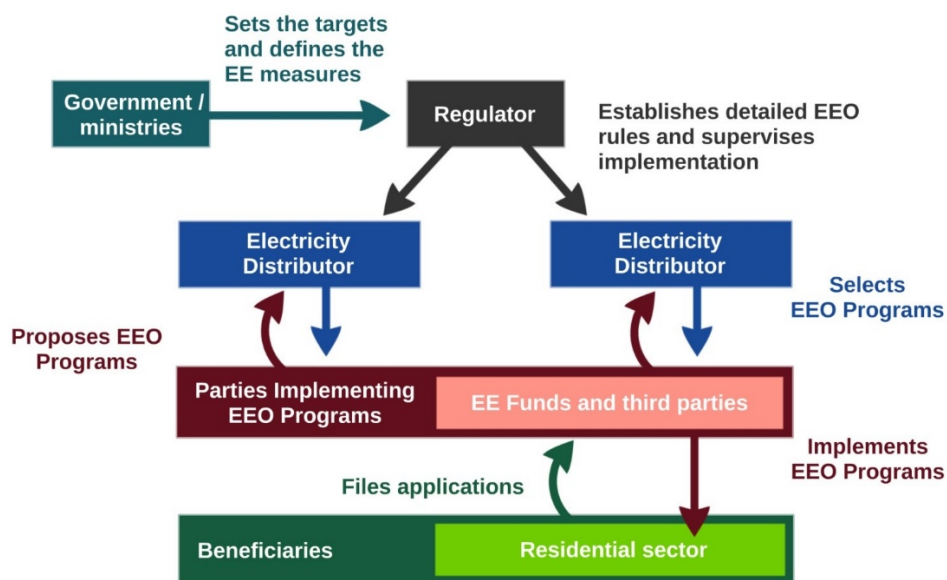 Sets the targets
and defines the
EE measures
Government /
ministries
Regulator
Establishes detailed EEO
rules and supervises
implementation
Electricity
Distributor
Electricity
Distributor
Selects
EEO Programs
Proposes EEO
Programs
Parties Implementing
EEO Programs
EE Funds and third parties
Implements
EEO Programs
Files applications
Beneficiaries
Residential sector